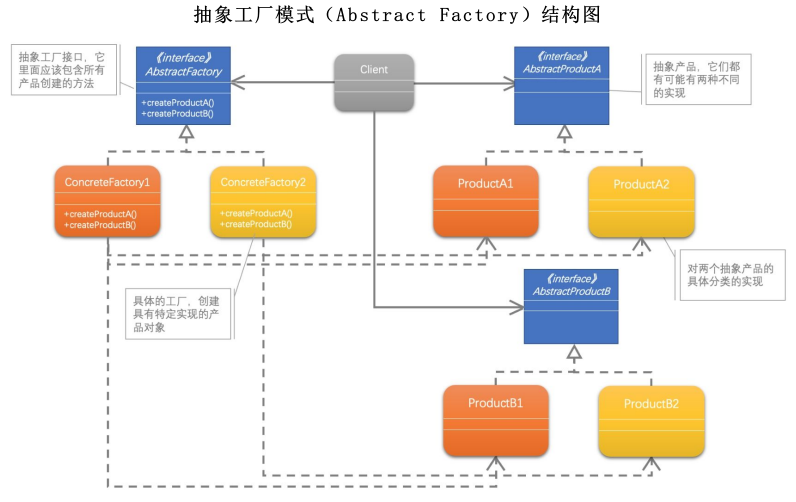 抽象工厂模式（Abstract Factory）结构图
抽象工厂接口，它
里面应该包含所有
产品创建的方法
《interface》
AbstractFactory
+createProductA()
+createProductB()
Client
《interface》
AbstractProductA
抽象产品，它们都
有可能有两种不同
的实现
ConcreteFactory1
+createProductA()
+createProductB()
ConcreteFactory2
+createProductA()
+createProductB()
ProductA1
ProductA2
对两个抽象产品的
具体分类的实现
具体的工厂，创建
具有特定实现的产
品对象
《interface》
AbstractProductB
ProductB1
ProductB2